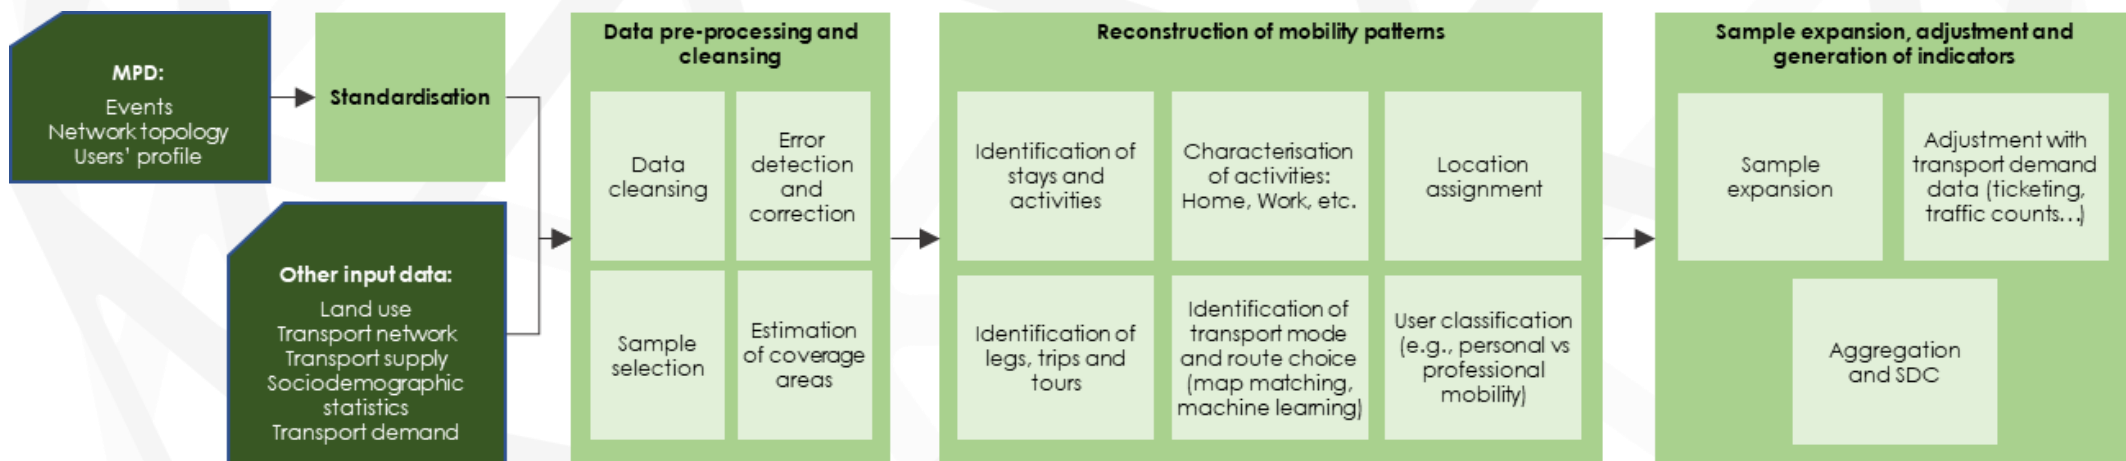 MPD:
Events
Network topology
Users' profile
Standardisation
Other input data:
Land use
Transport network
Transport supply
Sociodemographic
statistics
Transport demand
Data pre-processing and
cleansing
Data
cleansing
Error
detection
and
correction
Sample
selection
Estimation
of coverage
areas
Reconstruction of mobility patterns
Identification of
stays and
activities
Characterisation
of activities:
Home, Work, etc.
Location
assignment
Identification of
legs, trips and
tours
Identification of
transport mode
and route choice
(map matching,
machine learning)
User classification
(e.g., personal vs
professional
mobility)
Sample expansion, adjustment and
generation of indicators
Sample
expansion
Adjustment with
transport demand
data (ticketing,
traffic counts…)
Aggregation
and SDC